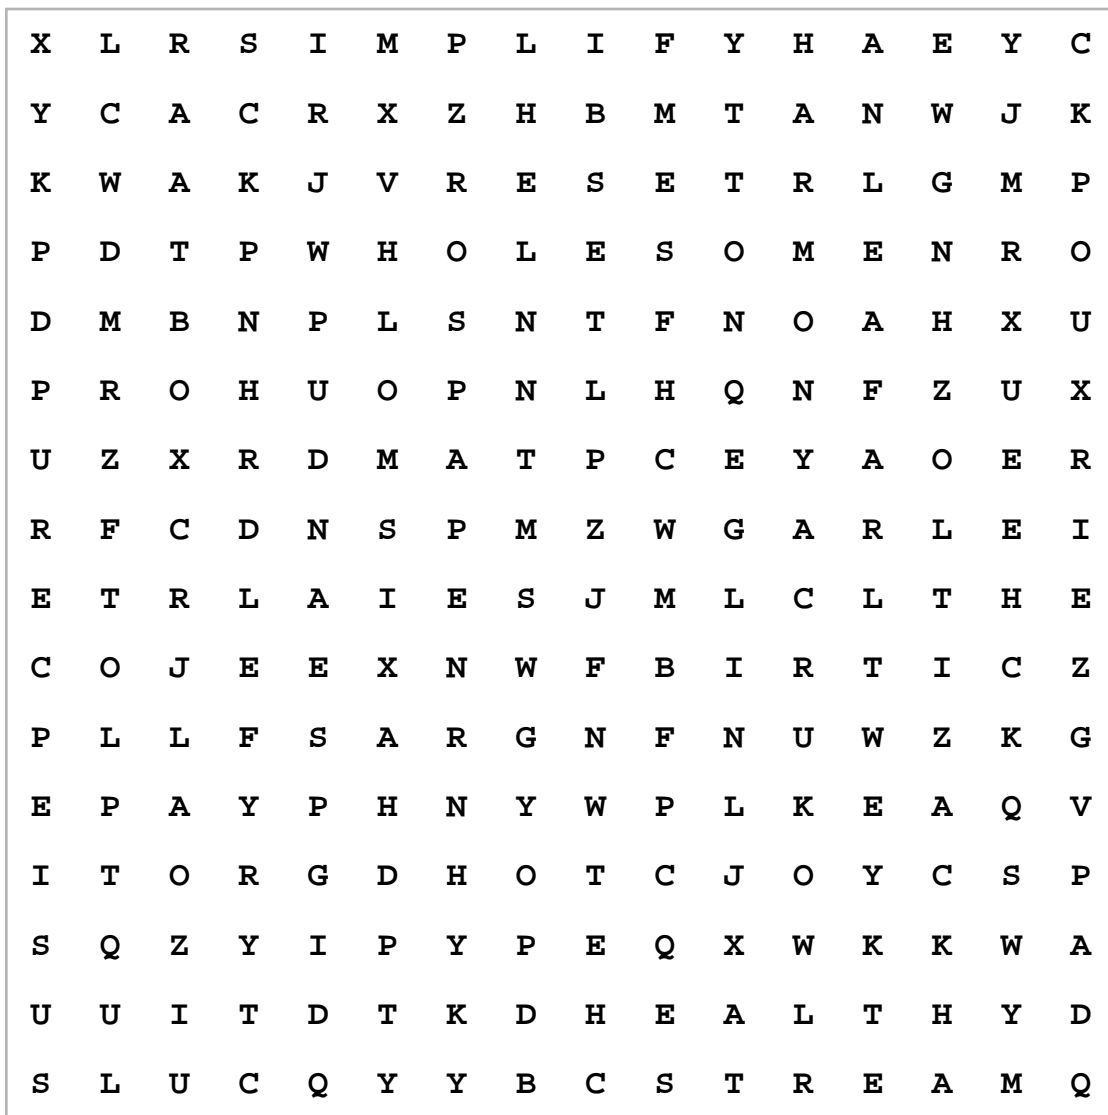 X L R S I M P L I F Y H A E Y C
Y C A C R X Z H B M T A N W J K
K W A K J V R E S E T R L G M P
P D T P W H O L E S O M E N R O
D M B N P L S N T F N O A H X U
P R O H U O P N L H Q N F Z U X
U Z X R D M A T P C E Y A O E R
R F C D N S P M Z W G A R L E I
E T R L A I E S J M L C L T H E
C O J E E X N W F B I R T I C Z
P L L F S A R G N F N U W Z K G
E P A Y P H N Y W P L K E A Q V
I T O R G D H O T C J O Y C S P
S Q Z Y I P Y P E Q X W K K W A
U U I T D T K D H E A L T H Y D
S L U C Q Y Y B C S T R E A M Q